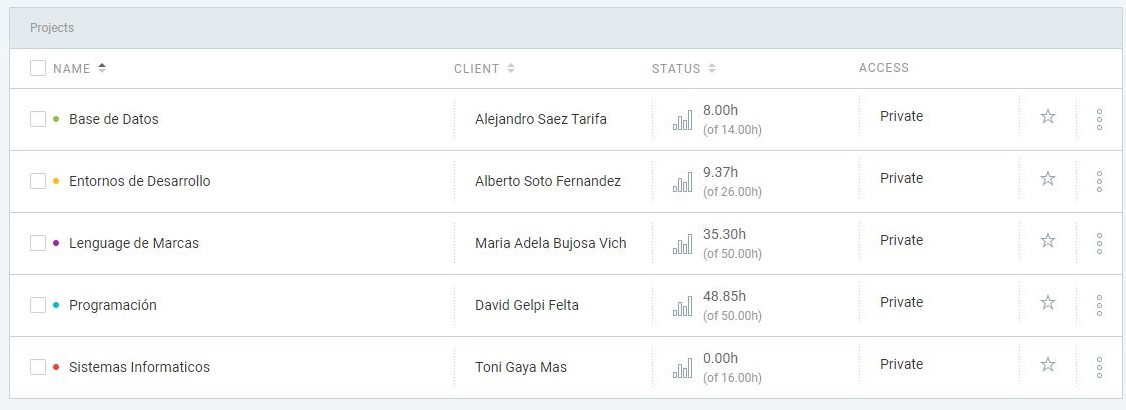 Projects
NAME CLIENT STATUS ACCESS
Base de Datos Alejandro Saez Tarifa 8.00h Private
(of 14.00h)
Entornos de Desarrollo Alberto Soto Fernandez 9.37h Private
(of 26.00h)
Lenguage de Marcas Maria Adela Bujosa Vich 35.30h Private
(of 50.00h)
Programación David Gelpi Felta 48.85h Private
(of 50.00h)
Sistemas Informaticos Toni Gaya Mas 0.00h Private
(of 16.00h)